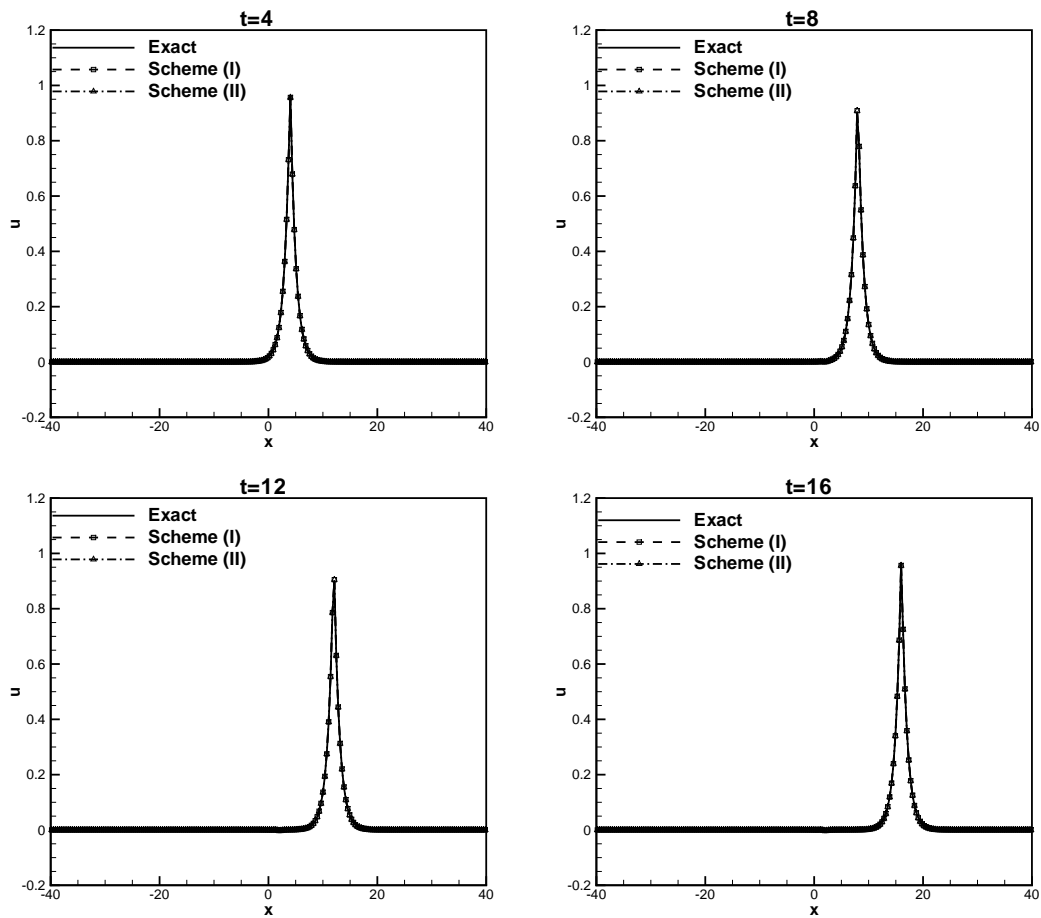 t=4
1.2
1
0.8
0.6
0.4
0.2
0
-0.2
u
Exact
Scheme (I)
Scheme (II)
-40 -20 0 20 40
x
t=8
1.2
1
0.8
0.6
0.4
0.2
0
-0.2
u
Exact
Scheme (I)
Scheme (II)
-40 -20 0 20 40
x
t=12
1.2
1
0.8
0.6
0.4
0.2
0
-0.2
u
Exact
Scheme (I)
Scheme (II)
-40 -20 0 20 40
x
t=16
1.2
1
0.8
0.6
0.4
0.2
0
-0.2
u
Exact
Scheme (I)
Scheme (II)
-40 -20 0 20 40
x